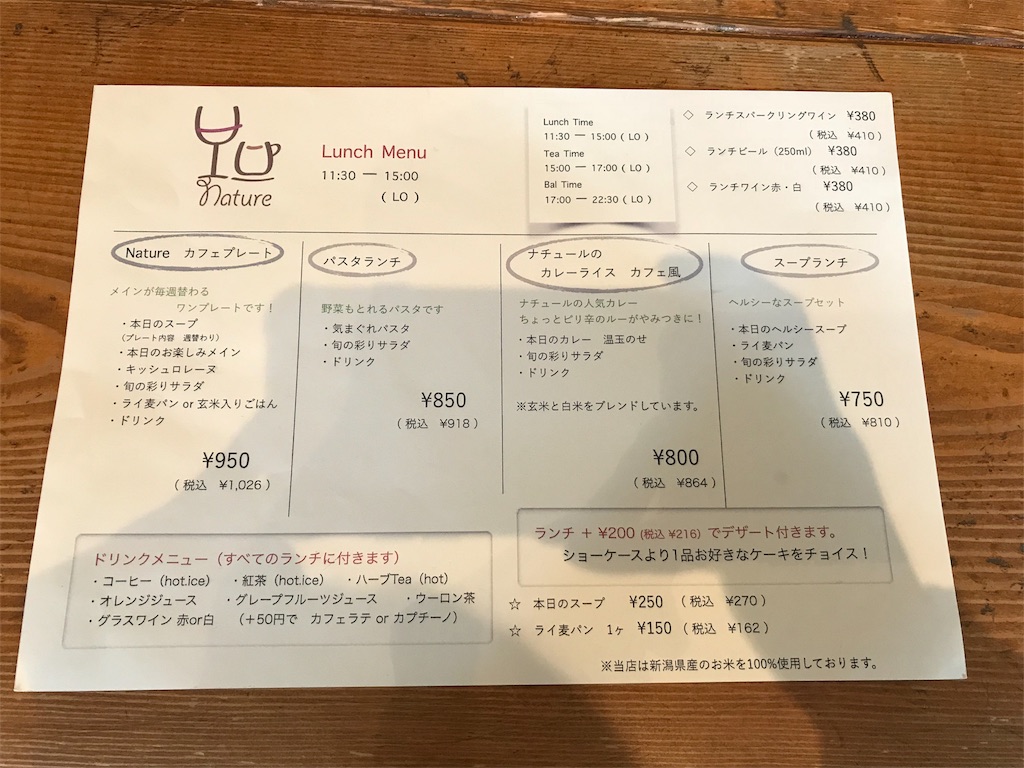 YOU
nature
Lunch Menu
11:30 ― 15:00
( LO )
Lunch Time
11:30 ― 15:00 ( LO )
Tea Time
15:00 ― 17:00 ( LO )
Bal Time
17:00 ― 22:30 ( LO )
◇ ランチスパークリングワイン ¥380
（税込 ¥410）
◇ ランチビール（250ml） ¥380
（税込 ¥410）
◇ ランチワイン赤・白 ¥380
（税込 ¥410）
Nature カフェプレート
メインが毎週替わる
ワンプレートです！
・本日のスープ
（プレート内容 週替わり）
・本日のお楽しみメイン
・キッシュロレーヌ
・旬の彩りサラダ
・ライ麦パン or 玄米入りごはん
・ドリンク
¥950
（税込 ¥1,026）
パスタランチ
野菜もとれるパスタです
・気まぐれパスタ
・旬の彩りサラダ
・ドリンク
¥850
（税込 ¥918）
ナチュールの
カレーライス カフェ風
ナチュールの人気カレー
ちょっとピリ辛のルーがやみつきに！
・本日のカレー 温玉のせ
・旬の彩りサラダ
・ドリンク
※玄米と白米をブレンドしています。
¥800
（税込 ¥864）
スープランチ
ヘルシーなスープセット
・本日のヘルシースープ
・ライ麦パン
・旬の彩りサラダ
・ドリンク
¥750
（税込 ¥810）
ドリンクメニュー（すべてのランチに付きます）
・コーヒー（hot.ice） ・紅茶（hot.ice） ・ハーブTea（hot）
・オレンジジュース ・グレープフルーツジュース ・ウーロン茶
・グラスワイン 赤or白 （＋50円で カフェラテ or カプチーノ）
ランチ ＋ ¥200 (税込 ¥216) でデザート付きます。
ショーケースより1品お好きなケーキをチョイス！
☆ 本日のスープ ¥250 （税込 ¥270）
☆ ライ麦パン 1ヶ ¥150 （税込 ¥162）
※当店は新潟県産のお米を100%使用しております。